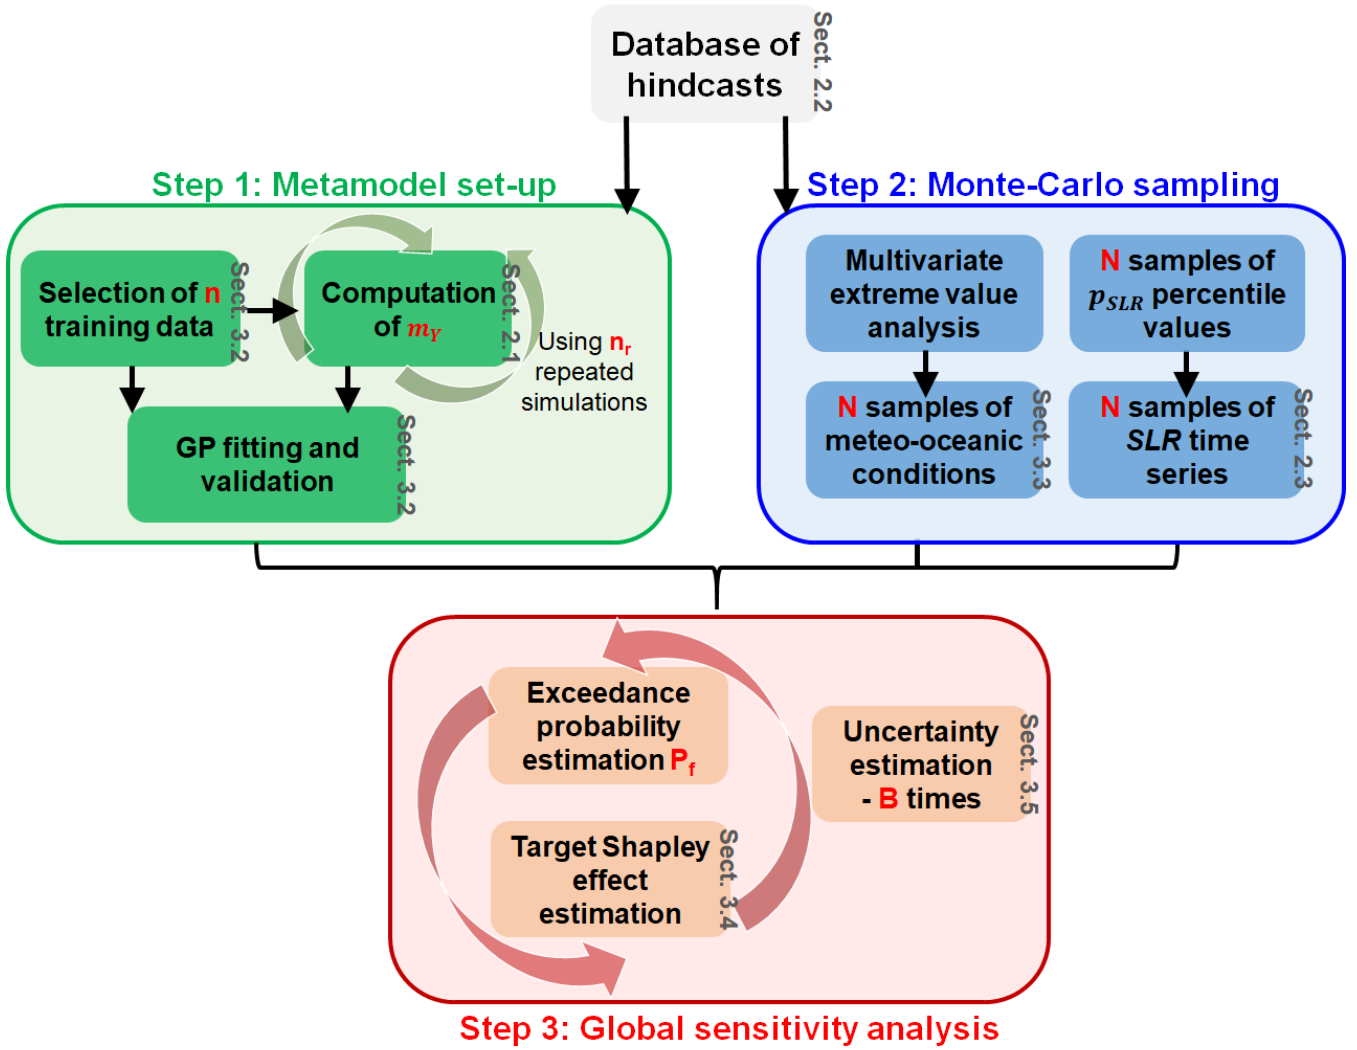 Database of
hindcasts
Sect. 2.2
Step 1: Metamodel set-up
Selection of n
training data
Sect. 3.2
Computation
of m_Y
Sect. 2.1
Using n_r
repeated
simulations
GP fitting and
validation
Sect. 3.2
Step 2: Monte-Carlo sampling
Multivariate
extreme value
analysis
N samples of
p_SLR percentile
values
N samples of
meteo-oceanic
conditions
Sect. 3.3
N samples of
SLR time
series
Sect. 2.3
Exceedance
probability
estimation P_f
Target Shapley
effect
estimation
Sect. 3.4
Uncertainty
estimation
- B times
Sect. 3.5
Step 3: Global sensitivity analysis